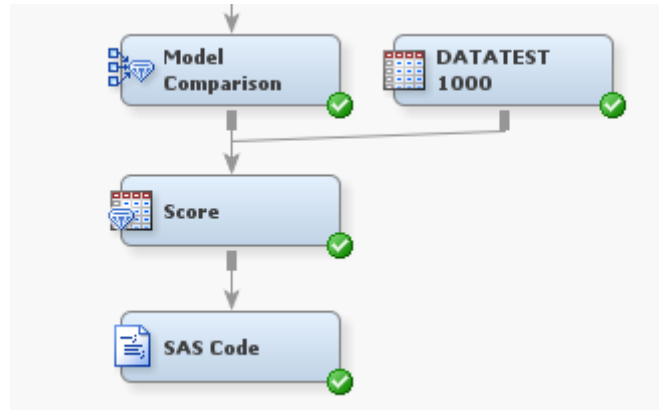 Model
Comparison
DATATEST
1000
Score
SAS Code